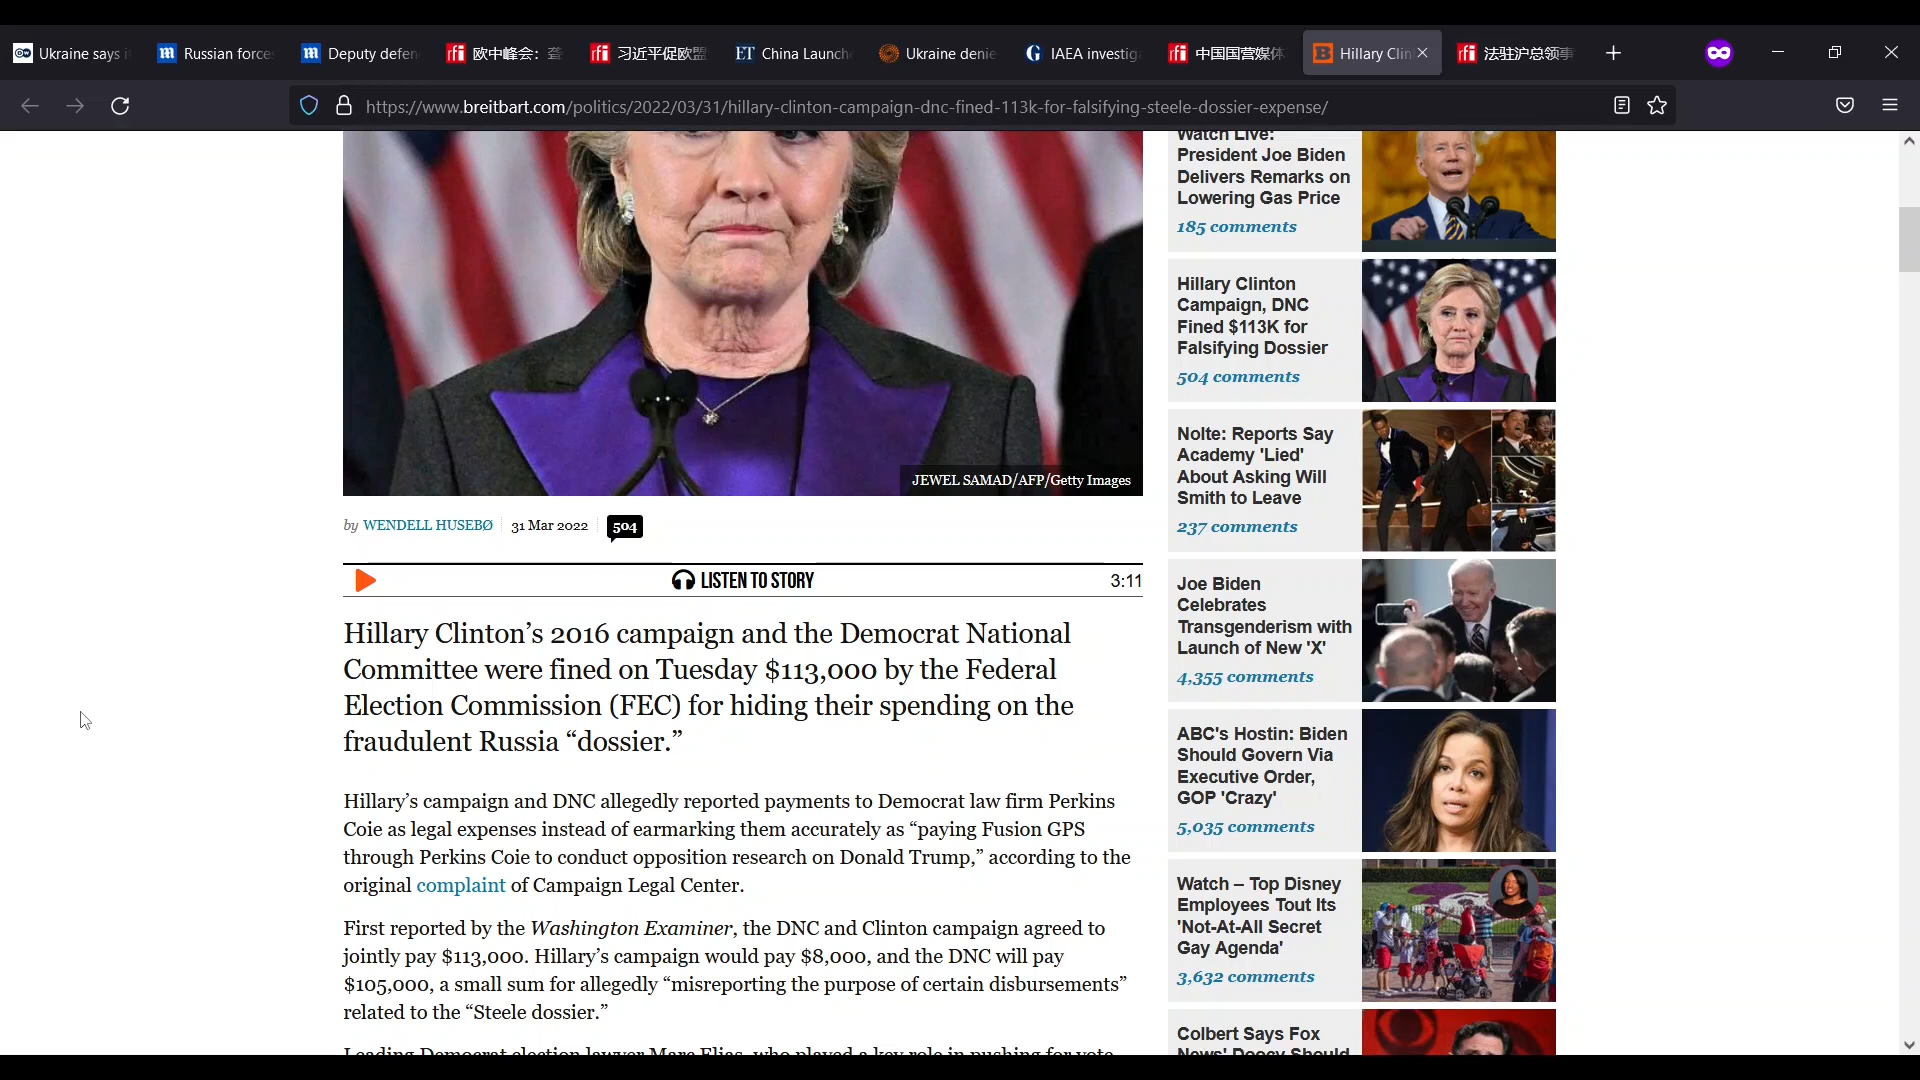 Ukraine says i
Russian force
Deputy defen
欧中峰会：聋
习近平促欧盟
China Launch
Ukraine denie
IAEA investig
中国国营媒体
Hillary Clin
法驻沪总领事
https://www.breitbart.com/politics/2022/03/31/hillary-clinton-campaign-dnc-fined-113k-for-falsifying-steele-dossier-expense/
JEWEL SAMAD/AFP/Getty Images
by WENDELL HUSEBØ 31 Mar 2022 504
LISTEN TO STORY 3:11
Hillary Clinton’s 2016 campaign and the Democrat National
Committee were fined on Tuesday $113,000 by the Federal
Election Commission (FEC) for hiding their spending on the
fraudulent Russia “dossier.”
Hillary’s campaign and DNC allegedly reported payments to Democrat law firm Perkins
Coie as legal expenses instead of earmarking them accurately as “paying Fusion GPS
through Perkins Coie to conduct opposition research on Donald Trump,” according to the
original complaint of Campaign Legal Center.
First reported by the Washington Examiner, the DNC and Clinton campaign agreed to
jointly pay $113,000. Hillary’s campaign would pay $8,000, and the DNC will pay
$105,000, a small sum for allegedly “misreporting the purpose of certain disbursements”
related to the “Steele dossier.”
Leading Democrat election lawyer Marc Elias, who played a key role in pushing for vote
Watch Live:
President Joe Biden
Delivers Remarks on
Lowering Gas Price
185 comments
Hillary Clinton
Campaign, DNC
Fined $113K for
Falsifying Dossier
504 comments
Nolte: Reports Say
Academy 'Lied'
About Asking Will
Smith to Leave
237 comments
Joe Biden
Celebrates
Transgenderism with
Launch of New 'X'
4,355 comments
ABC's Hostin: Biden
Should Govern Via
Executive Order,
GOP 'Crazy'
5,035 comments
Watch – Top Disney
Employees Tout Its
'Not-At-All Secret
Gay Agenda'
3,632 comments
Colbert Says Fox
News' Doocy Should